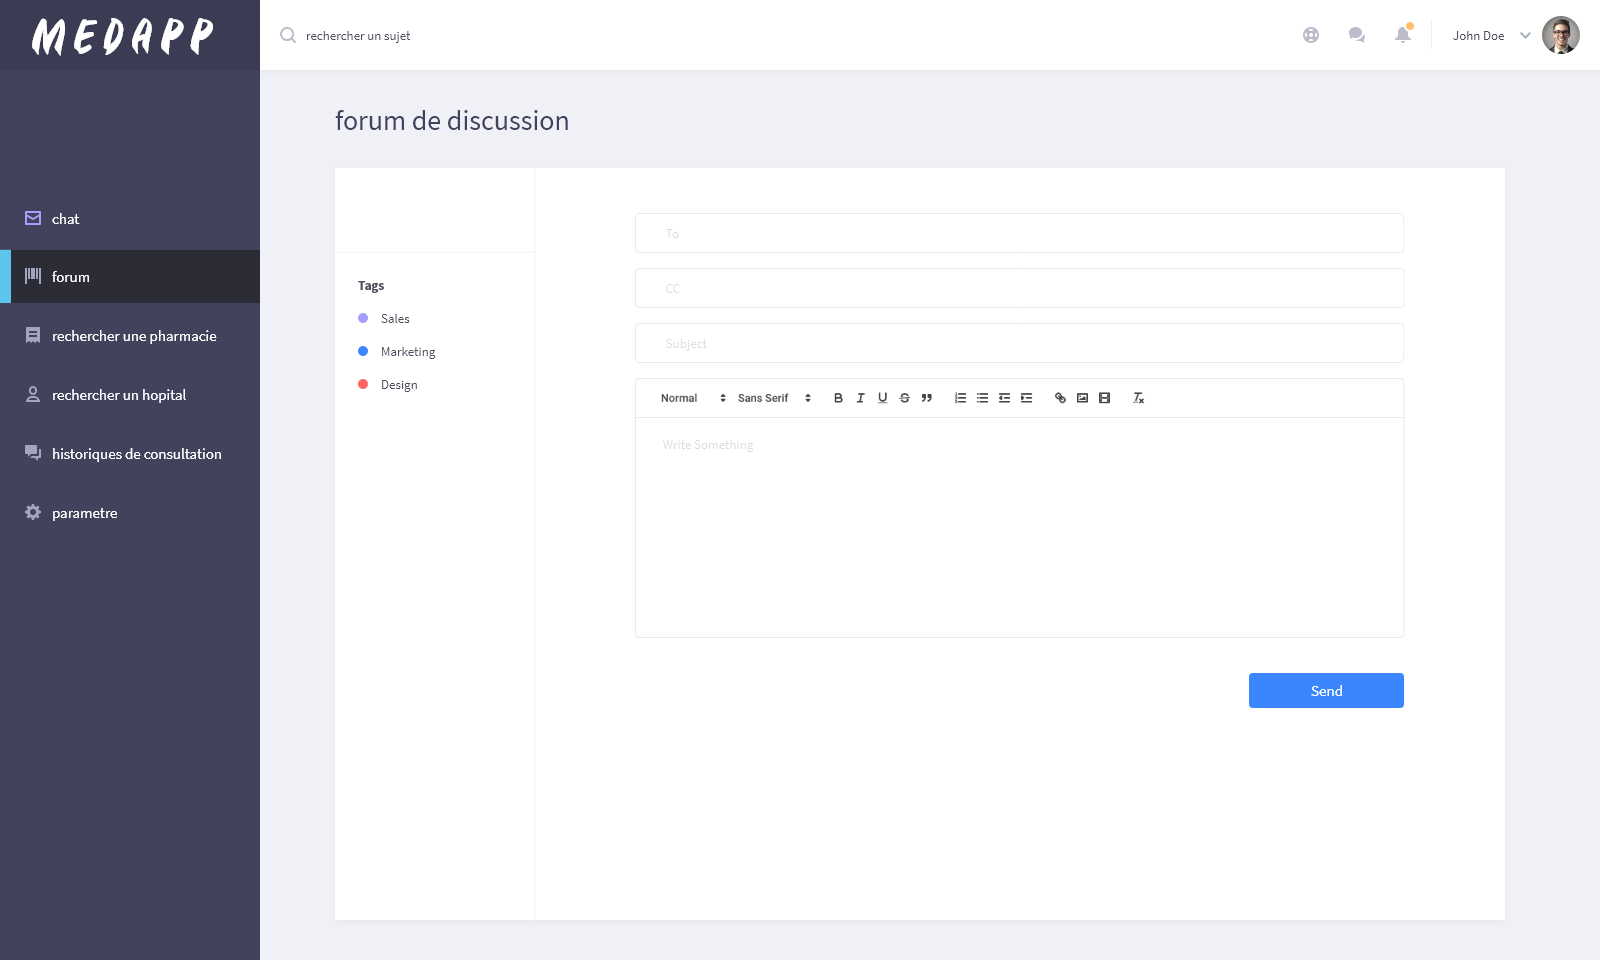 MEDAPP
rechercher un sujet
John Doe
forum de discussion
chat
forum
rechercher une pharmacie
rechercher un hopital
historiques de consultation
parametre
Tags
Sales
Marketing
Design
To
CC
Subject
Normal Sans Serif
Write Something
Send